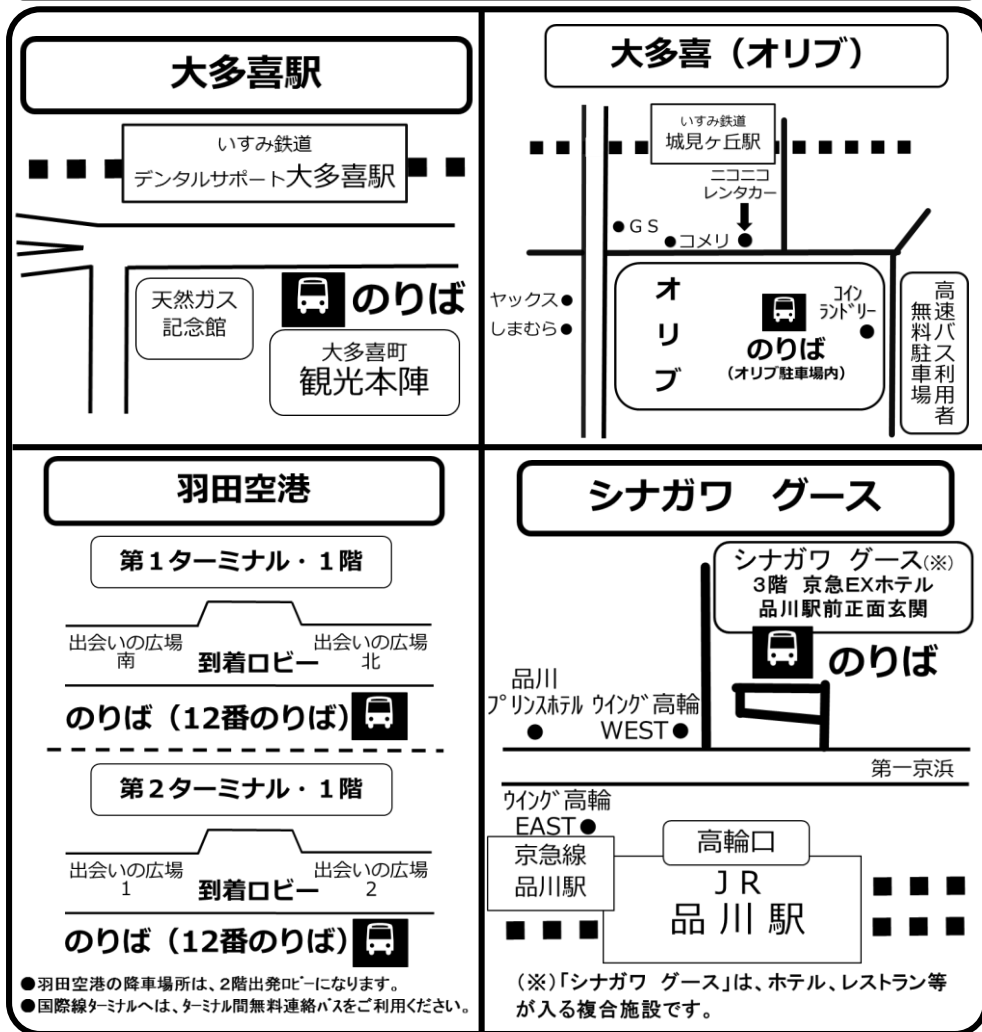 大多喜駅
いすみ鉄道
デンタルサポート大多喜駅
天然ガス
記念館
のりば
大多喜町
観光本陣
大多喜（オリブ）
いすみ鉄道
城見ヶ丘駅
ニコニコ
レンタカー
●ＧＳ
●コメリ
ヤックス●
しまむら●
オリブ
ｺｲﾝ
ﾗﾝﾄﾞﾘｰ
のりば
(オリブ駐車場内)
高速バス利用者
無料駐車場
羽田空港
第１ターミナル・１階
出会いの広場
南
到着ロビー
出会いの広場
北
のりば（12番のりば）
第２ターミナル・１階
出会いの広場
1
到着ロビー
出会いの広場
2
のりば（12番のりば）
●羽田空港の降車場所は、2階出発ﾛﾋﾞｰになります。
●国際線ﾀｰﾐﾅﾙへは、ﾀｰﾐﾅﾙ間無料連絡ﾊﾞｽをご利用ください。
シナガワ　グース
シナガワ グース(※)
3階 京急EXホテル
品川駅前正面玄関
のりば
品川
ﾌﾟﾘﾝｽﾎﾃﾙ
ｳｲﾝｸﾞ高輪
WEST●
第一京浜
ｳｲﾝｸﾞ高輪
EAST●
京急線
品川駅
高輪口
ＪＲ
品川駅
(※)「シナガワ グース」は、ホテル、レストラン等
が入る複合施設です。